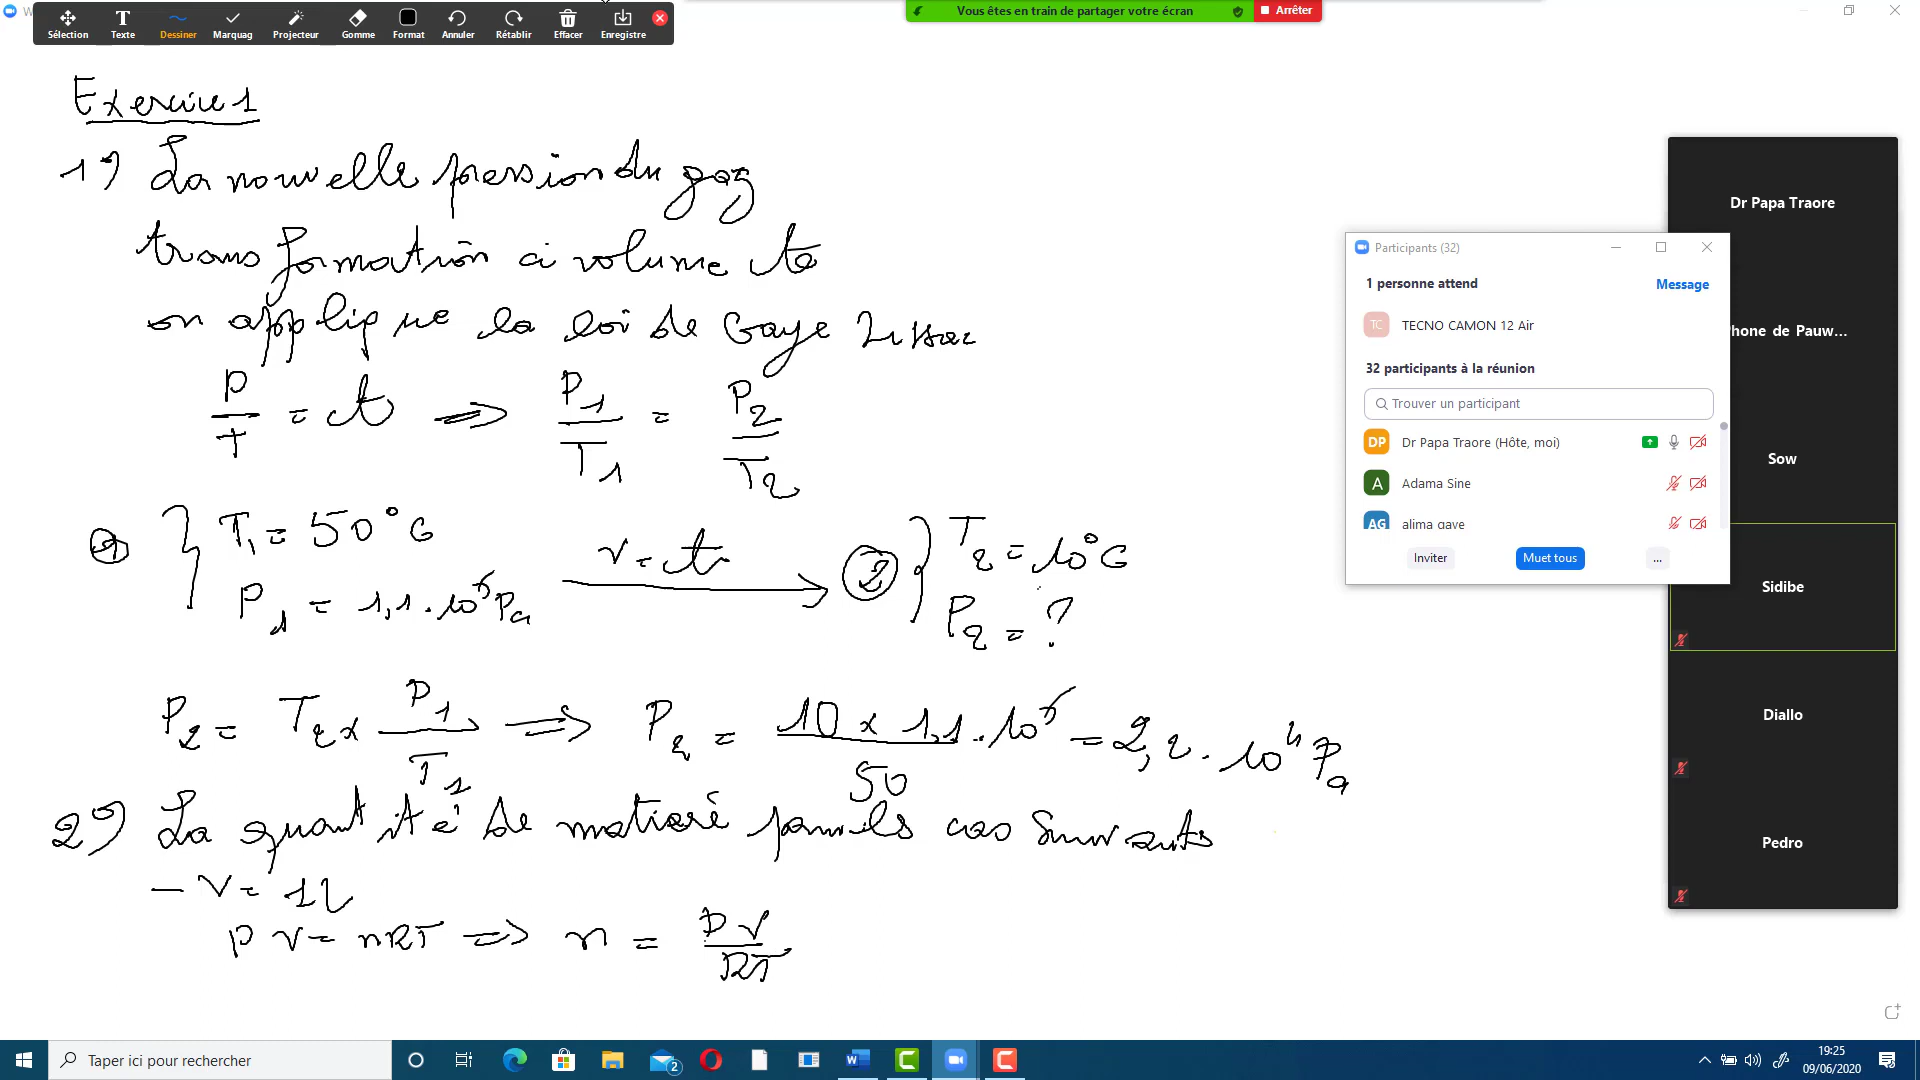 Sélection Texte Dessiner Marquag Projecteur Gomme Format Annuler Rétablir Effacer Enregistre
Vous êtes en train de partager votre écran Arrêter
Exercice 1
1°) La nouvelle pression du gaz
transformation à volume cte
on applique la loi de Gaye Lussac
P/T = cte ⟹ P1/T1 = P2/T2
① { T1 = 50°C
P1 = 1,1.10⁵ Pa
v = cte
② } T2 = 10°C
P2 = ?
P2 = T2 x P1/T1 ⟹ P2 = 10 x 1,1.10⁵ / 50 = 2,2.10⁴ Pa
2°) La quantité de matière pour les cas suivants
– V = 1L
PV = nRT ⟹ n = PV/RT
Participants (32)
1 personne attend Message
TC TECNO CAMON 12 Air
32 participants à la réunion
Trouver un participant
DP Dr Papa Traore (Hôte, moi)
A Adama Sine
AG alima gaye
Inviter Muet tous ...
Dr Papa Traore
hone de Pauw...
Sow
Sidibe
Diallo
Pedro
Taper ici pour rechercher
2
19:25
09/06/2020